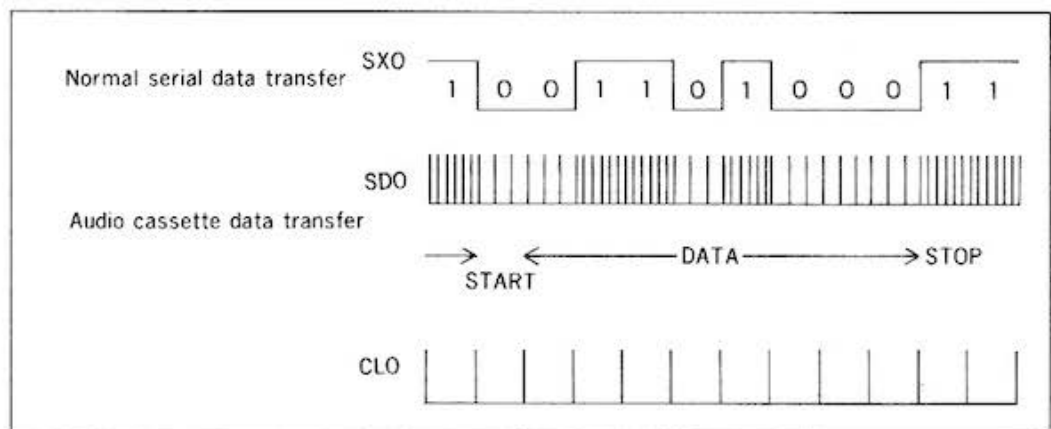 SXO
Normal serial data transfer
1 0 0 1 1 0 1 0 0 0 1 1
SDO
Audio cassette data transfer
DATA STOP
START
CLO